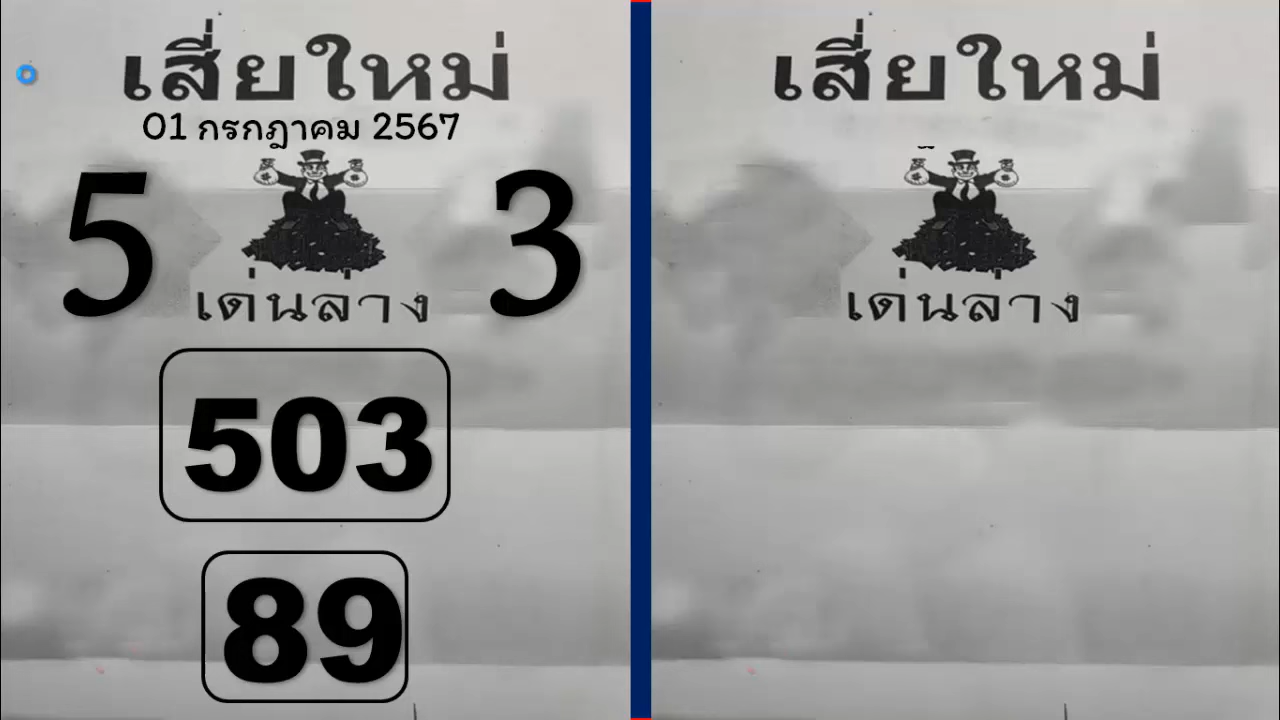 เสี่ยใหม่
01 กรกฎาคม 2567
5 3
เด่นล่าง
503
89
เสี่ยใหม่
เด่นล่าง